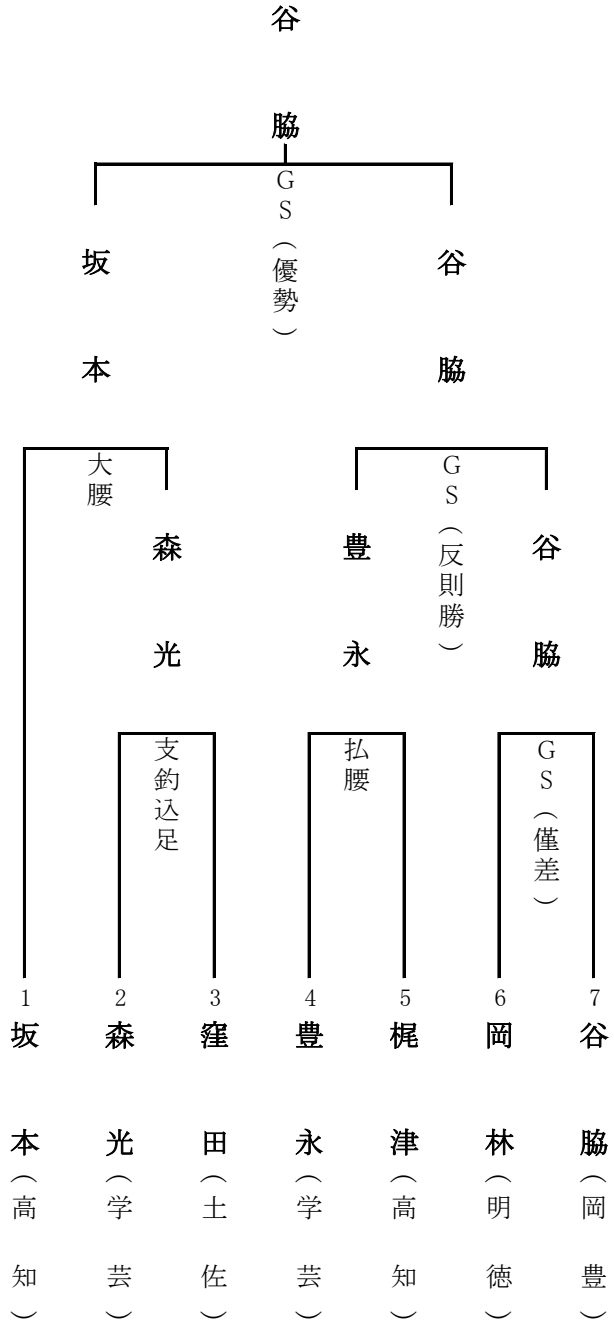 谷脇
GS（優勢）
坂本
谷脇
大腰
GS（反則勝）
森光
豊永
谷脇
支釣込足
払腰
GS（僅差）
1
2
3
4
5
6
7
坂本（高知）
森光（学芸）
窪田（土佐）
豊永（学芸）
梶津（高知）
岡林（明徳）
谷脇（岡豊）